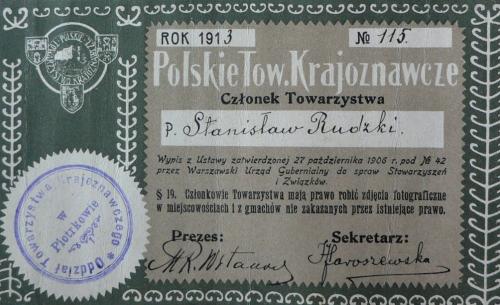 ROK 1913
№ 115.
Polskie Tow. Krajoznawcze
Członek Towarzystwa
P. Stanisław Rudzki.
Wypis z Ustawy zatwierdzonej 27 października 1906 r. pod № 42
przez Warszawski Urząd Gubernialny do spraw Stowarzyszeń
i Związków.
§ 19. Członkowie Towarzystwa mają prawo robić zdjęcia fotograficzne
w miejscowościach i z gmachów nie zakazanych przez istniejące prawo.
Prezes:
Sekretarz:
Jaroszewska
Oddział Towarzystwa Krajoznawczego
w
Piotrkowie